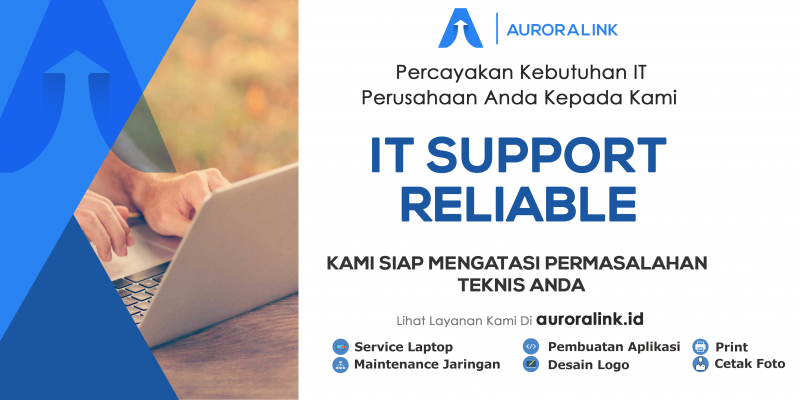 AURORALINK
Percayakan Kebutuhan IT
Perusahaan Anda Kepada Kami
IT SUPPORT
RELIABLE
KAMI SIAP MENGATASI PERMASALAHAN
TEKNIS ANDA
Lihat Layanan Kami Di auroralink.id
Service Laptop Pembuatan Aplikasi Print
Maintenance Jaringan Desain Logo Cetak Foto